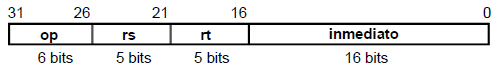 31 26 21 16 0
op rs rt inmediato
6 bits 5 bits 5 bits 16 bits